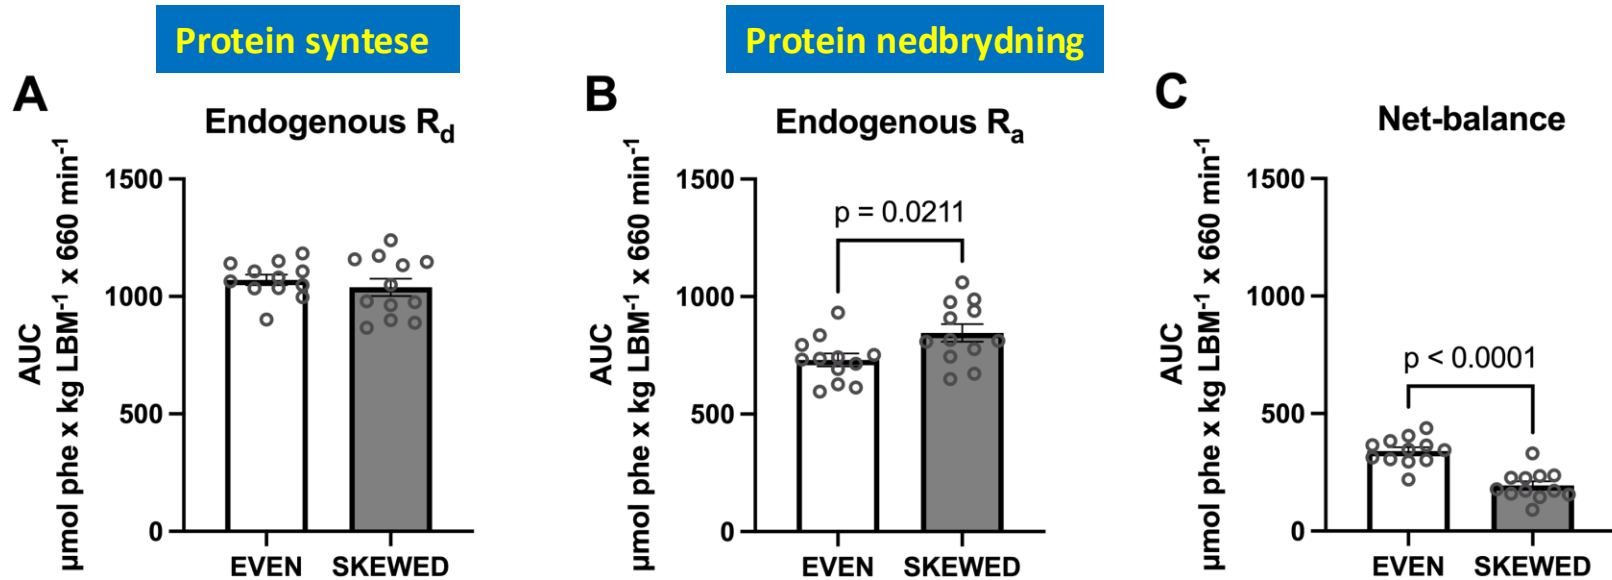 Protein syntese
Protein nedbrydning
A
Endogenous Rd
AUC
µmol phe x kg LBM⁻¹ x 660 min⁻¹
1500
1000
500
0
EVEN SKEWED
B
Endogenous Ra
AUC
µmol phe x kg LBM⁻¹ x 660 min⁻¹
1500
1000
500
0
p = 0.0211
EVEN SKEWED
C
Net-balance
AUC
µmol phe x kg LBM⁻¹ x 660 min⁻¹
1500
1000
500
0
p < 0.0001
EVEN SKEWED